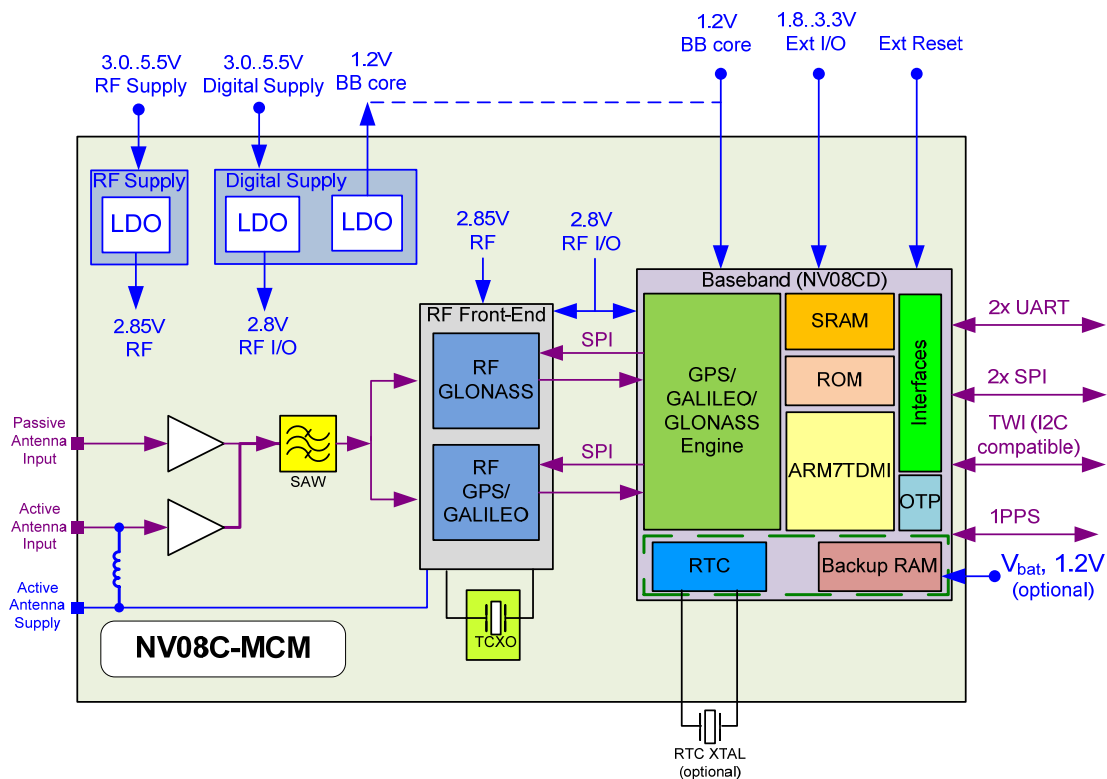 3.0..5.5V
RF Supply
3.0..5.5V
Digital Supply
1.2V
BB core
1.2V
BB core
1.8..3.3V
Ext I/O
Ext Reset
RF Supply
LDO
Digital Supply
LDO
LDO
2.85V
RF
2.8V
RF I/O
2.85V
RF
2.8V
RF I/O
RF Front-End
RF
GLONASS
RF
GPS/
GALILEO
SPI
SPI
Baseband (NV08CD)
GPS/
GALILEO/
GLONASS
Engine
SRAM
ROM
ARM7TDMI
Interfaces
OTP
RTC
Backup RAM
2x UART
2x SPI
TWI (I2C
compatible)
1PPS
Vbat, 1.2V
(optional)
Passive
Antenna
Input
Active
Antenna
Input
Active
Antenna
Supply
SAW
TCXO
NV08C-MCM
RTC XTAL
(optional)